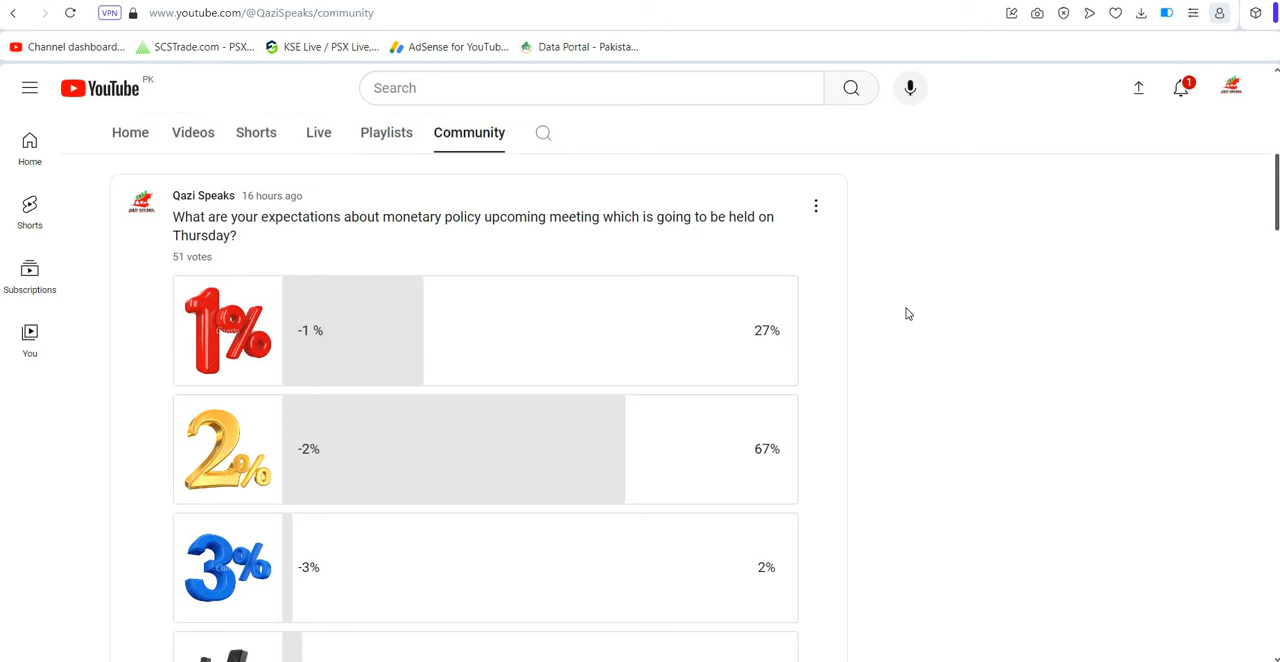 VPN
www.youtube.com/@QaziSpeaks/community
Channel dashboard...
SCSTrade.com - PSX...
KSE Live / PSX Live,...
AdSense for YouTub...
Data Portal - Pakista...
YouTube PK
Search
1
Home
Videos
Shorts
Live
Playlists
Community
Home
Shorts
Subscriptions
You
Qazi Speaks 16 hours ago
What are your expectations about monetary policy upcoming meeting which is going to be held on
Thursday?
51 votes
1%
-1 %
27%
2%
-2%
67%
3%
-3%
2%